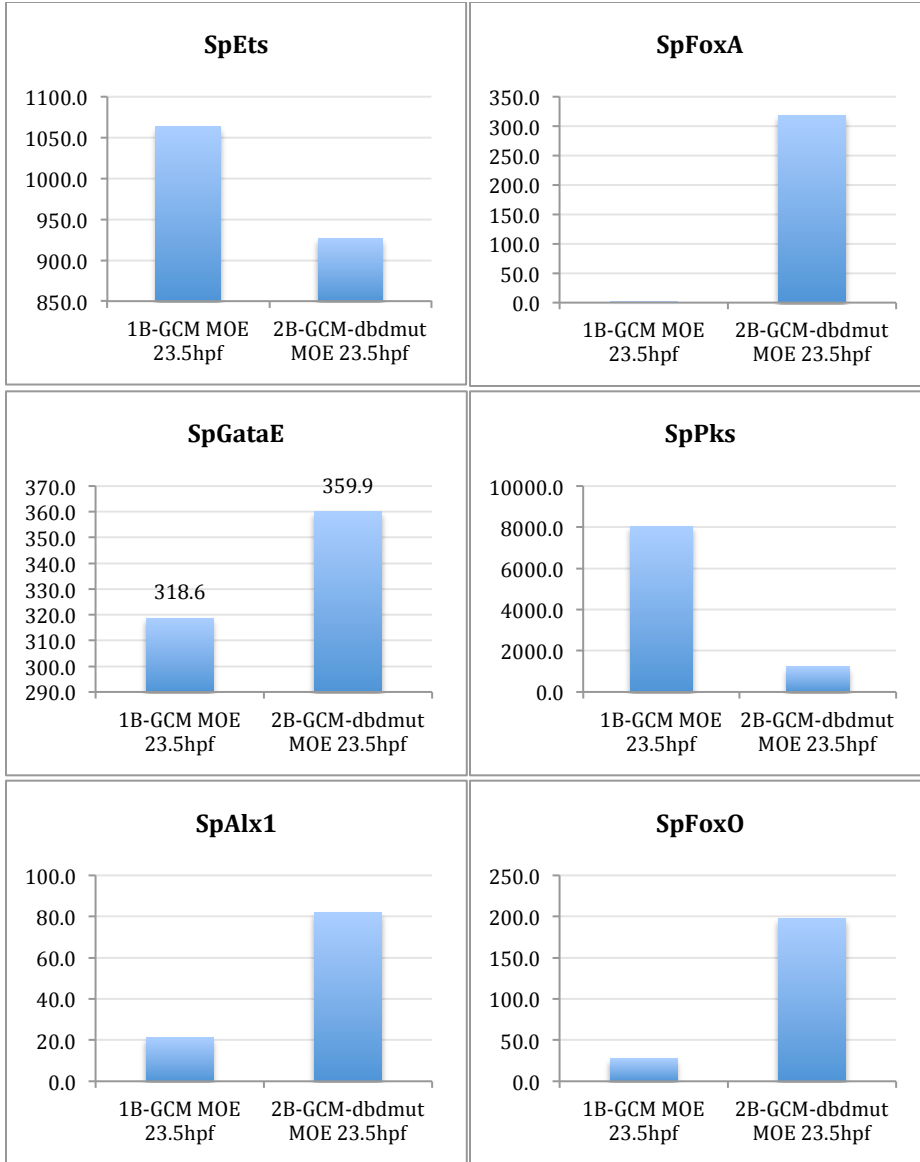 SpEts
1100.0
1050.0
1000.0
950.0
900.0
850.0
1B-GCM MOE
23.5hpf
2B-GCM-dbdmut
MOE 23.5hpf
SpFoxA
350.0
300.0
250.0
200.0
150.0
100.0
50.0
0.0
1B-GCM MOE
23.5hpf
2B-GCM-dbdmut
MOE 23.5hpf
SpGataE
370.0
360.0
350.0
340.0
330.0
320.0
310.0
300.0
290.0
318.6
359.9
1B-GCM MOE
23.5hpf
2B-GCM-dbdmut
MOE 23.5hpf
SpPks
10000.0
8000.0
6000.0
4000.0
2000.0
0.0
1B-GCM MOE
23.5hpf
2B-GCM-dbdmut
MOE 23.5hpf
SpAlx1
100.0
80.0
60.0
40.0
20.0
0.0
1B-GCM MOE
23.5hpf
2B-GCM-dbdmut
MOE 23.5hpf
SpFoxO
250.0
200.0
150.0
100.0
50.0
0.0
1B-GCM MOE
23.5hpf
2B-GCM-dbdmut
MOE 23.5hpf